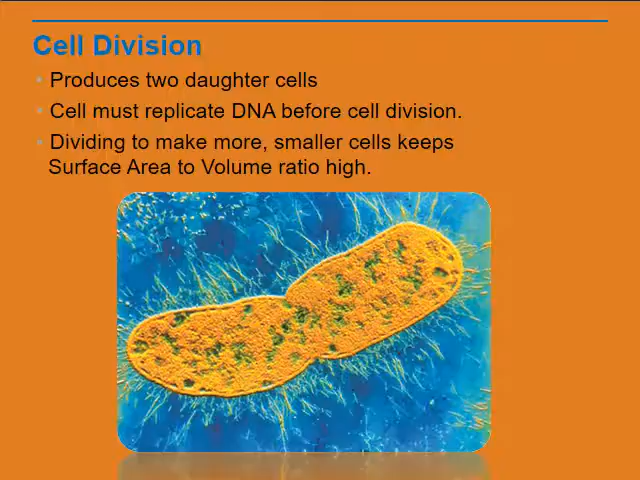 Cell Division
• Produces two daughter cells
• Cell must replicate DNA before cell division.
• Dividing to make more, smaller cells keeps
Surface Area to Volume ratio high.